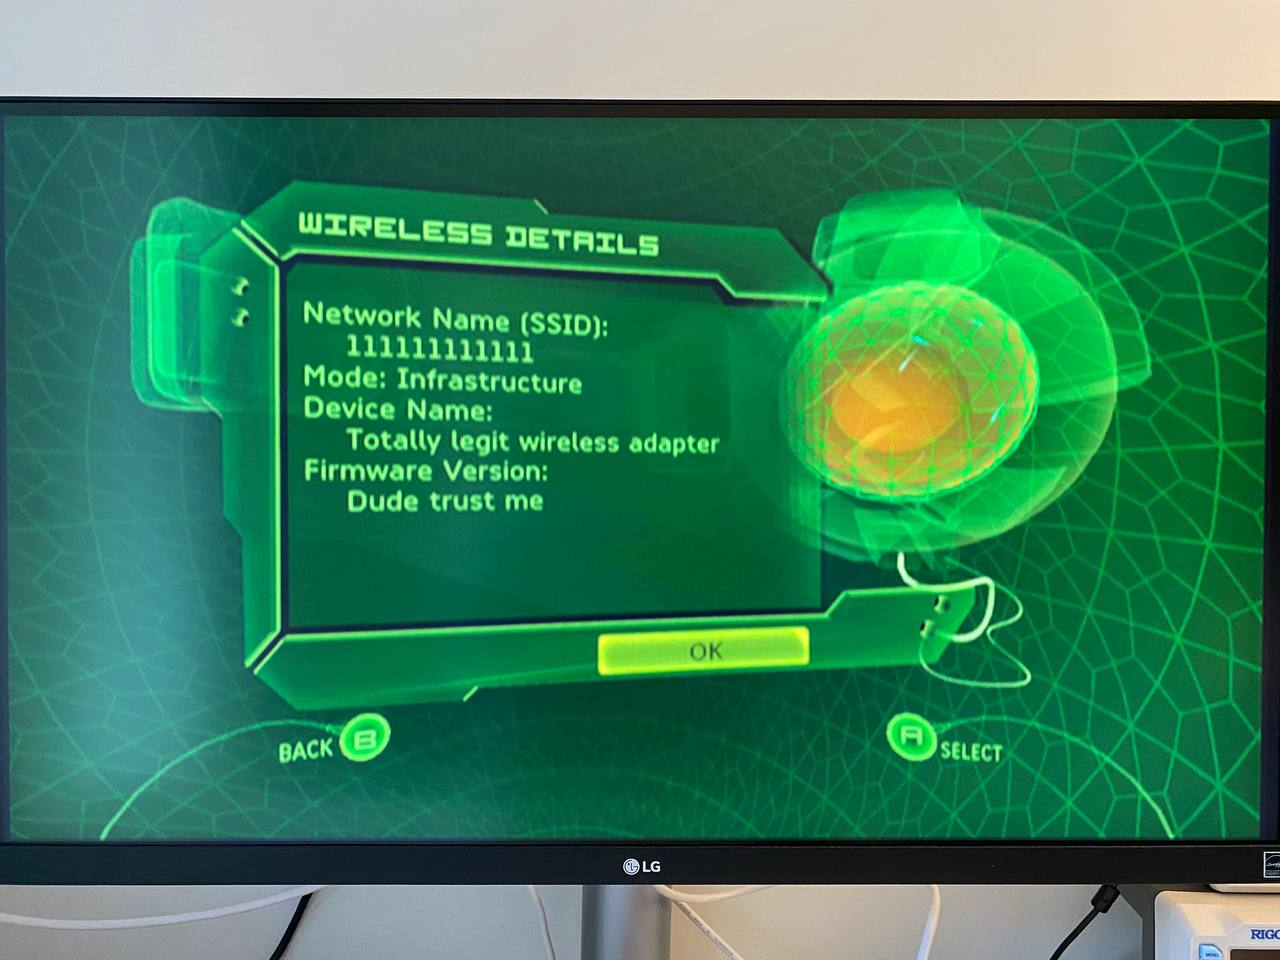 WIRELESS DETAILS
Network Name (SSID):
111111111111
Mode: Infrastructure
Device Name:
Totally legit wireless adapter
Firmware Version:
Dude trust me
OK
BACK B
A SELECT
LG
MENU